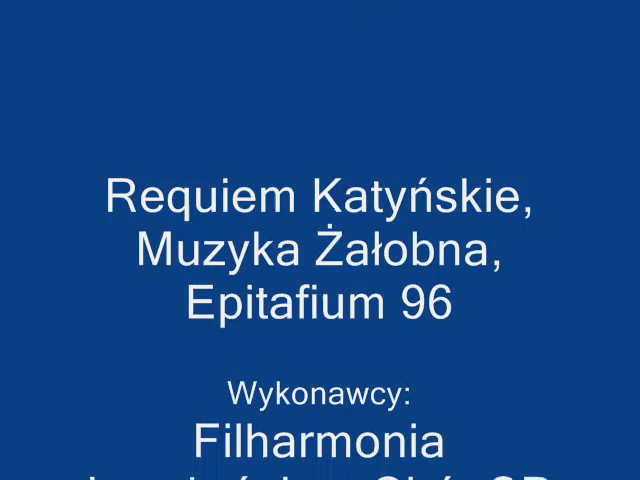 Requiem Katyńskie,
Muzyka Żałobna,
Epitafium 96
Wykonawcy:
Filharmonia